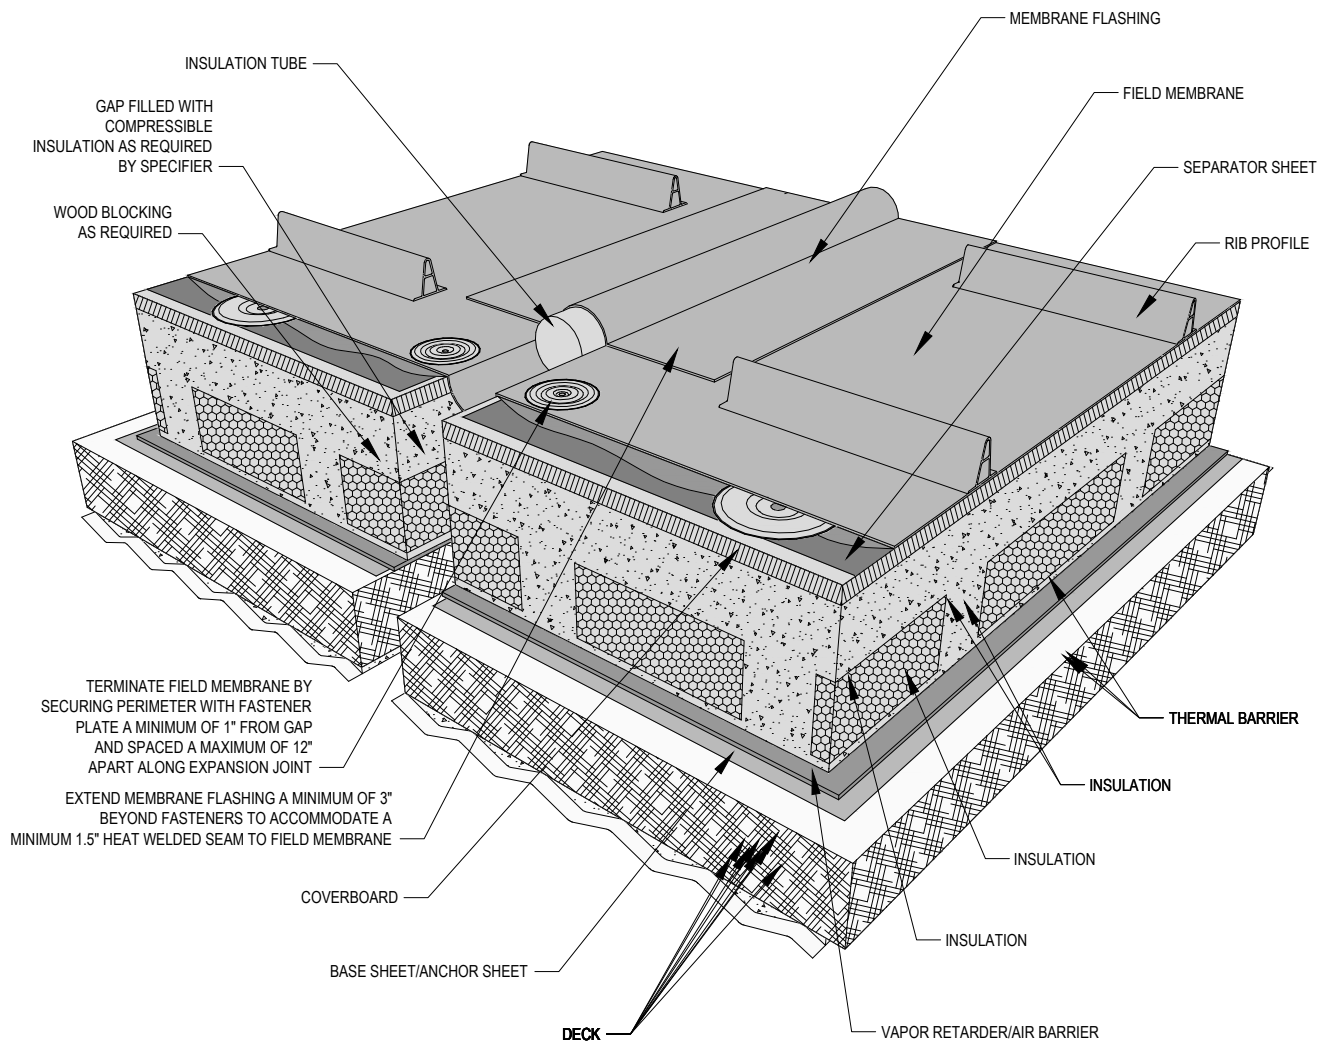 MEMBRANE FLASHING
INSULATION TUBE
FIELD MEMBRANE
GAP FILLED WITH
COMPRESSIBLE
INSULATION AS REQUIRED
BY SPECIFIER
SEPARATOR SHEET
WOOD BLOCKING
AS REQUIRED
RIB PROFILE
TERMINATE FIELD MEMBRANE BY
SECURING PERIMETER WITH FASTENER
PLATE A MINIMUM OF 1" FROM GAP
AND SPACED A MAXIMUM OF 12"
APART ALONG EXPANSION JOINT
THERMAL BARRIER
INSULATION
EXTEND MEMBRANE FLASHING A MINIMUM OF 3"
BEYOND FASTENERS TO ACCOMMODATE A
MINIMUM 1.5" HEAT WELDED SEAM TO FIELD MEMBRANE
INSULATION
COVERBOARD
INSULATION
BASE SHEET/ANCHOR SHEET
DECK
VAPOR RETARDER/AIR BARRIER